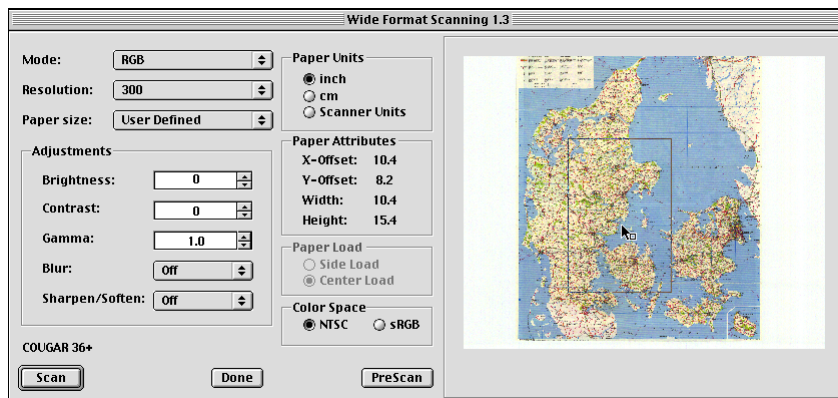 Wide Format Scanning 1.3
Mode: RGB
Resolution: 300
Paper size: User Defined
Adjustments
Brightness: 0
Contrast: 0
Gamma: 1.0
Blur: Off
Sharpen/Soften: Off
COUGAR 36+
Scan
Done
PreScan
Paper Units
inch
cm
Scanner Units
Paper Attributes
X-Offset: 10.4
Y-Offset: 8.2
Width: 10.4
Height: 15.4
Paper Load
Side Load
Center Load
Color Space
NTSC sRGB